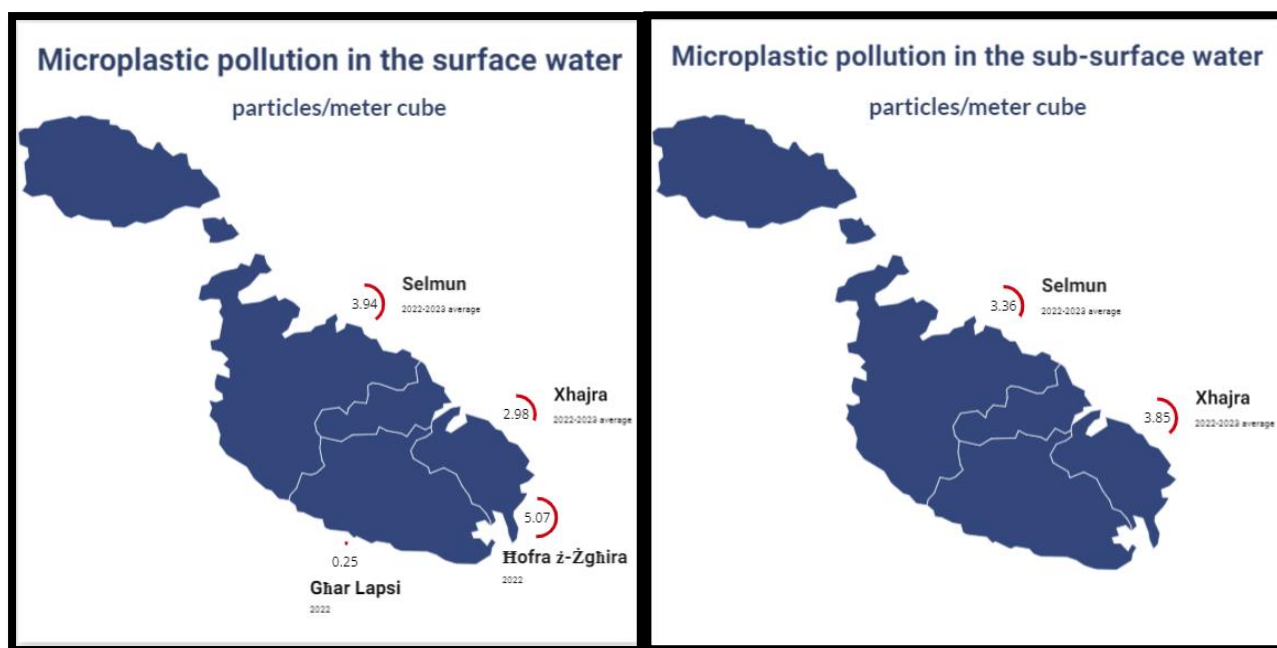 Microplastic pollution in the surface water
particles/meter cube
3.94
Selmun
2022-2023 average
2.98
Xhajra
2022-2023 average
5.07
Ħofra ż-Żgħira
2022
0.25
Għar Lapsi
2022
Microplastic pollution in the sub-surface water
particles/meter cube
3.36
Selmun
2022-2023 average
3.85
Xhajra
2022-2023 average